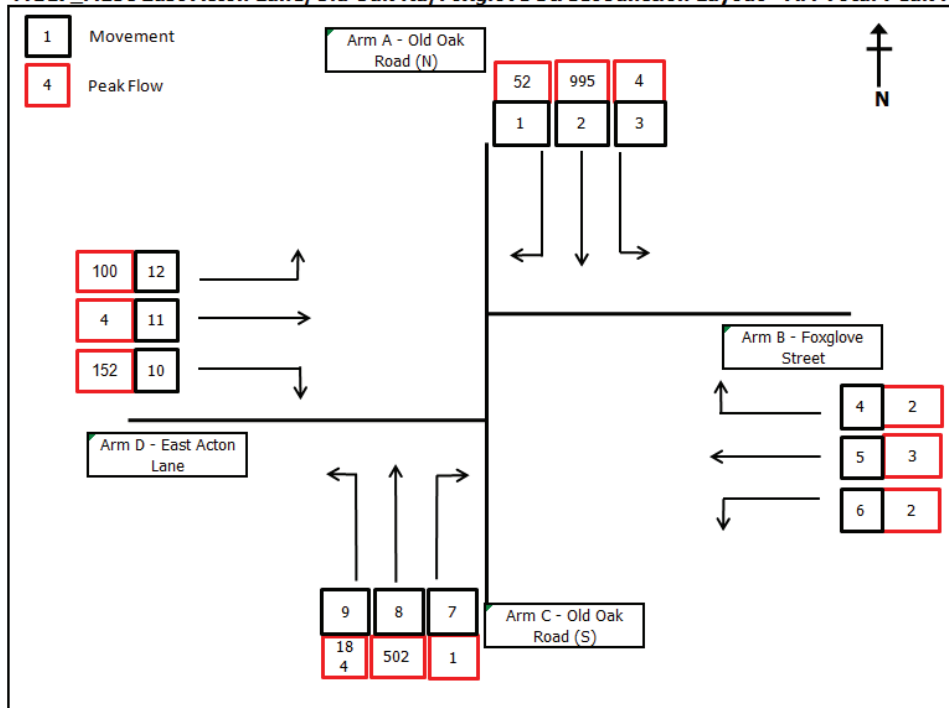 1 Movement
4 Peak Flow
Arm A - Old Oak
Road (N)
52 995 4
1 2 3
N
100 12
4 11
152 10
Arm B - Foxglove
Street
4 2
5 3
6 2
Arm D - East Acton
Lane
9 8 7
18
4
502 1
Arm C - Old Oak
Road (S)